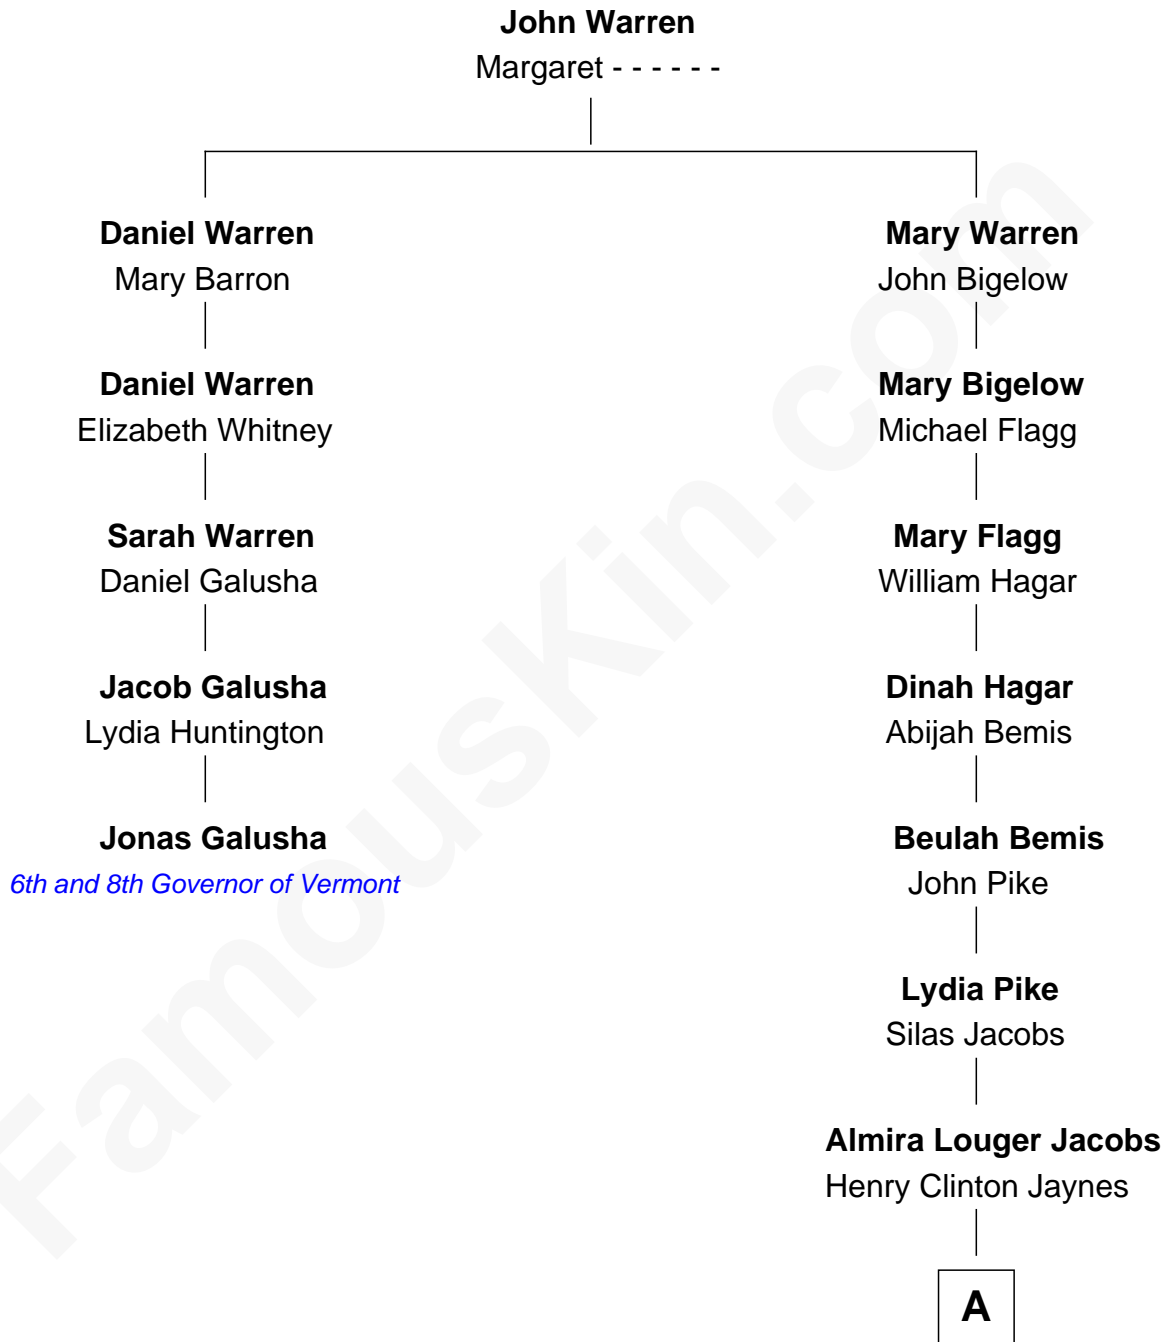 John Warren
Margaret - - - - - -
Daniel Warren
Mary Barron
Mary Warren
John Bigelow
Daniel Warren
Elizabeth Whitney
Mary Bigelow
Michael Flagg
Sarah Warren
Daniel Galusha
Mary Flagg
William Hagar
Jacob Galusha
Lydia Huntington
Dinah Hagar
Abijah Bemis
Jonas Galusha
6th and 8th Governor of Vermont
Beulah Bemis
John Pike
Lydia Pike
Silas Jacobs
Almira Louger Jacobs
Henry Clinton Jaynes
A
FamousKin.com